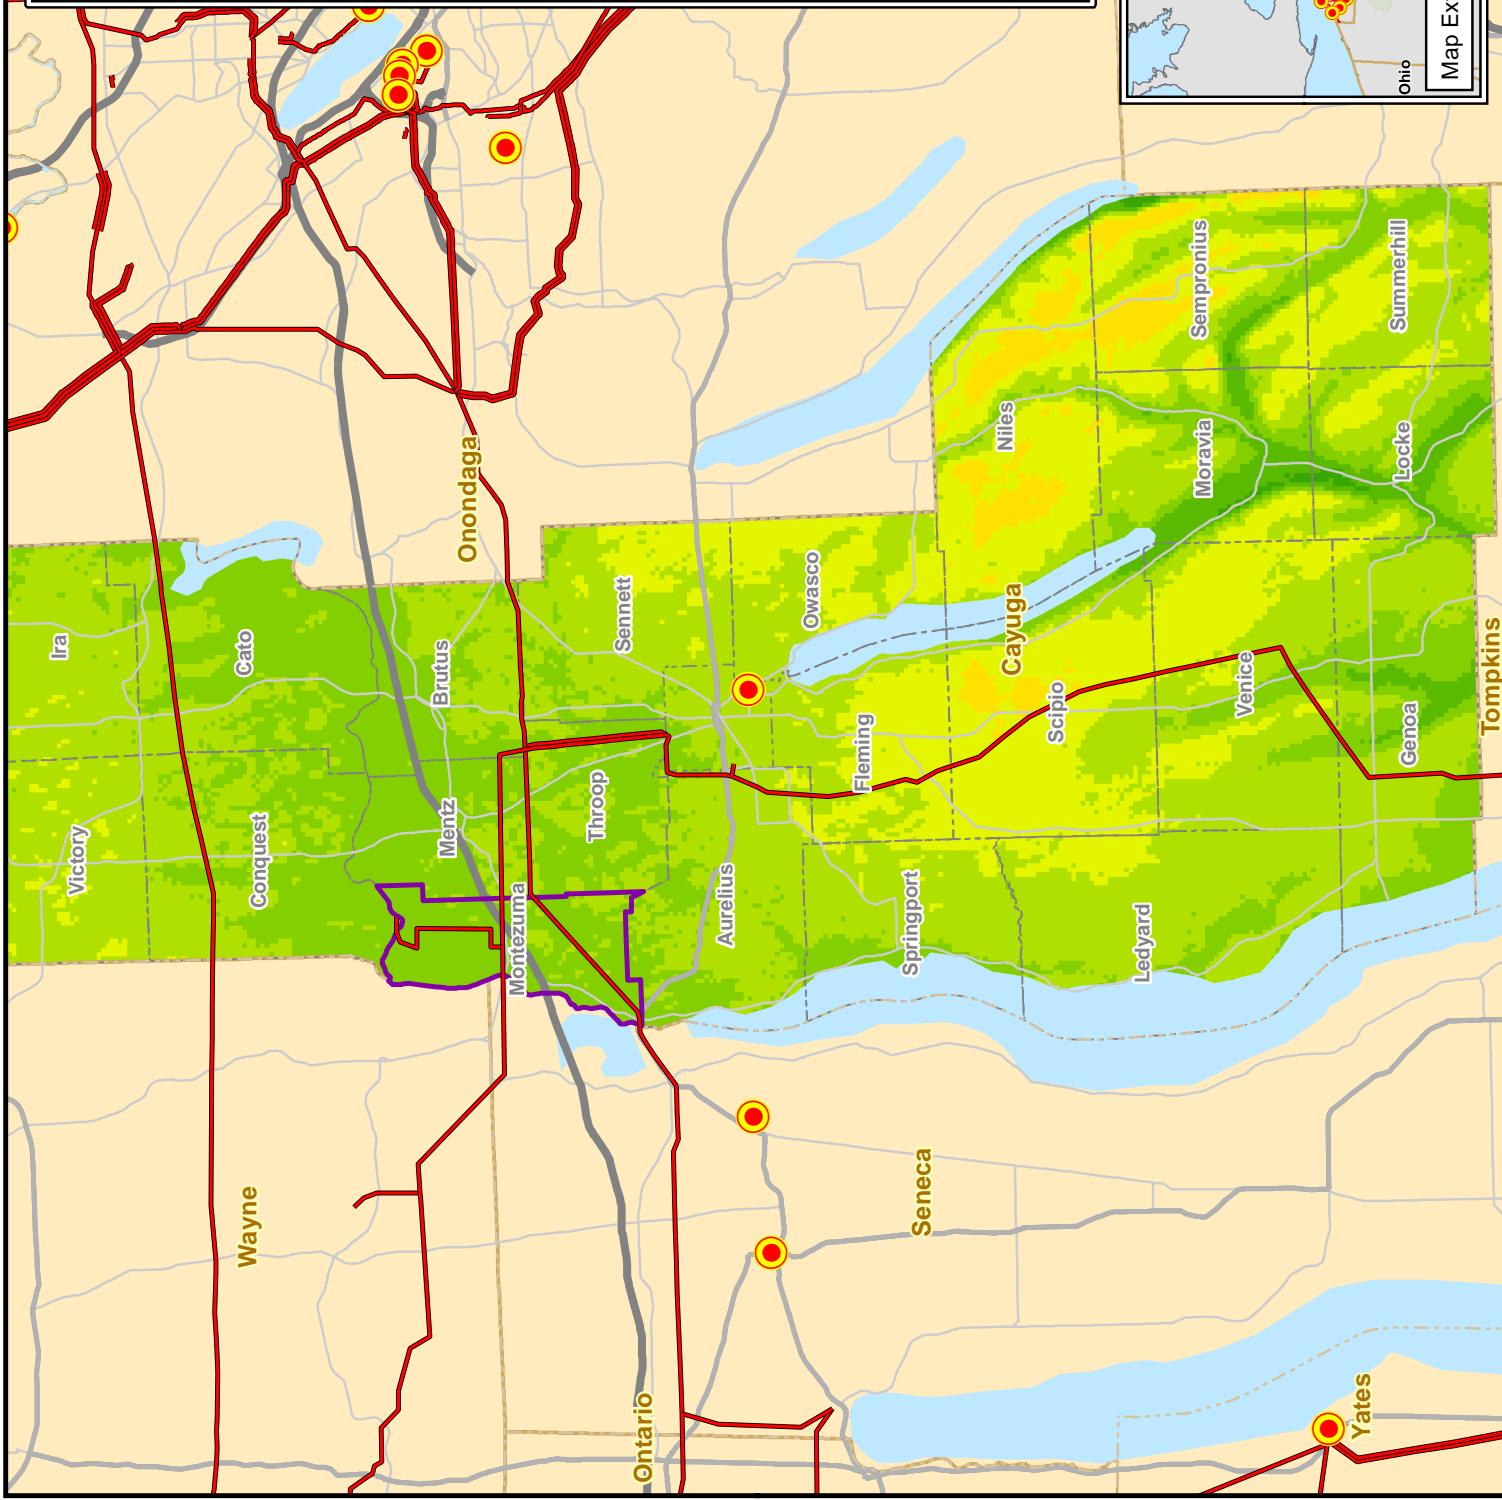 Wayne
Ontario
Onondaga
Seneca
Yates
Cayuga
Tompkins
Ira
Cato
Victory
Conquest
Brutus
Mentz
Montezuma
Throop
Sennett
Owasco
Aurelius
Fleming
Springport
Scipio
Niles
Ledyard
Venice
Moravia
Sempronius
Genoa
Locke
Summerhill
Ohio
Map Ex